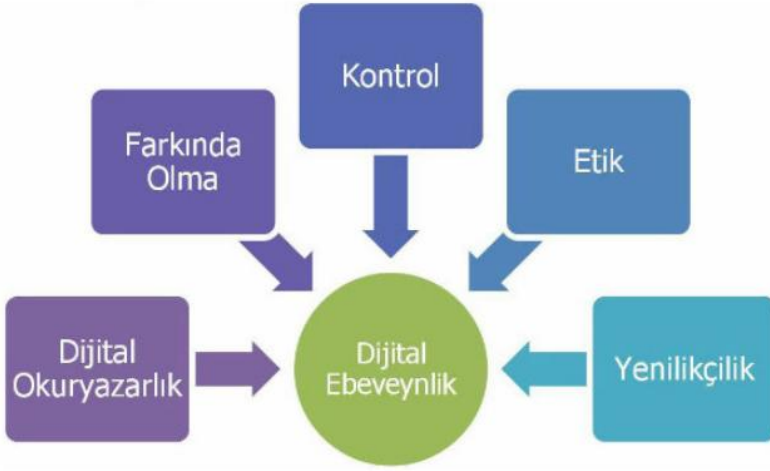 Kontrol
Farkında
Olma
Etik
Dijital
Okuryazarlık
Dijital
Ebeveynlik
Yenilikçilik